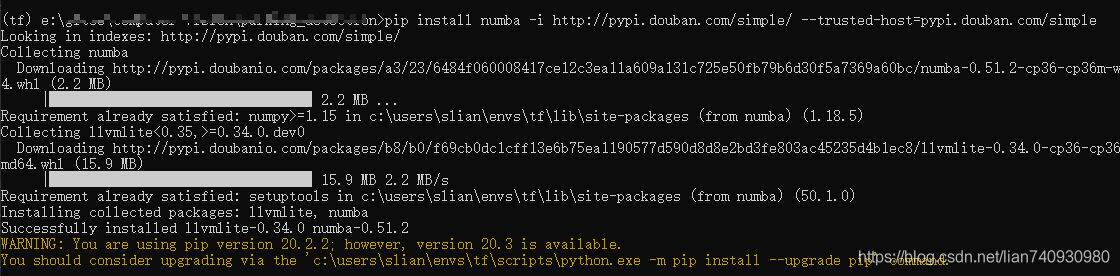 (tf) e:\ >pip install numba -i http://pypi.douban.com/simple/ --trusted-host=pypi.douban.com/simple
Looking in indexes: http://pypi.douban.com/simple/
Collecting numba
  Downloading http://pypi.doubanio.com/packages/a3/23/6484f060008417ce12c3ea11a609a131c725e50fb79b6d30f5a7369a60bc/numba-0.51.2-cp36-cp36m-w
4.whl (2.2 MB)
     | 2.2 MB ...
Requirement already satisfied: numpy>=1.15 in c:\users\slian\envs\tf\lib\site-packages (from numba) (1.18.5)
Collecting llvmlite<0.35,>=0.34.0.dev0
  Downloading http://pypi.doubanio.com/packages/b8/b0/f69cb0dc1cff13e6b75ea1190577d590d8d8e2bd3fe803ac45235d4b1ec8/llvmlite-0.34.0-cp36-cp36
md64.whl (15.9 MB)
     | 15.9 MB 2.2 MB/s
Requirement already satisfied: setuptools in c:\users\slian\envs\tf\lib\site-packages (from numba) (50.1.0)
Installing collected packages: llvmlite, numba
Successfully installed llvmlite-0.34.0 numba-0.51.2
WARNING: You are using pip version 20.2.2; however, version 20.3 is available.
You should consider upgrading via the 'c:\users\slian\envs\tf\scripts\python.exe -m pip install --upgrade pip' command.
https://blog.csdn.net/lian740930980